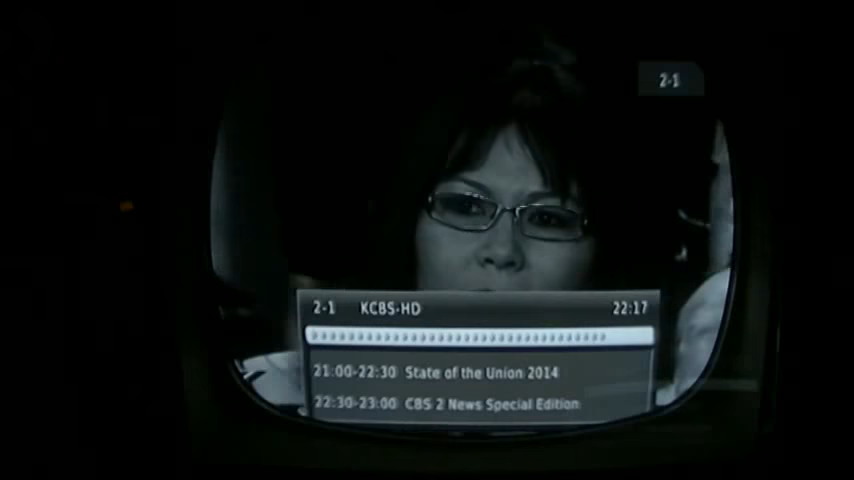 2-1
2-1 KCBS-HD 22:17
21:00-22:30 State of the Union 2014
22:30-23:00 CBS 2 News Special Edition